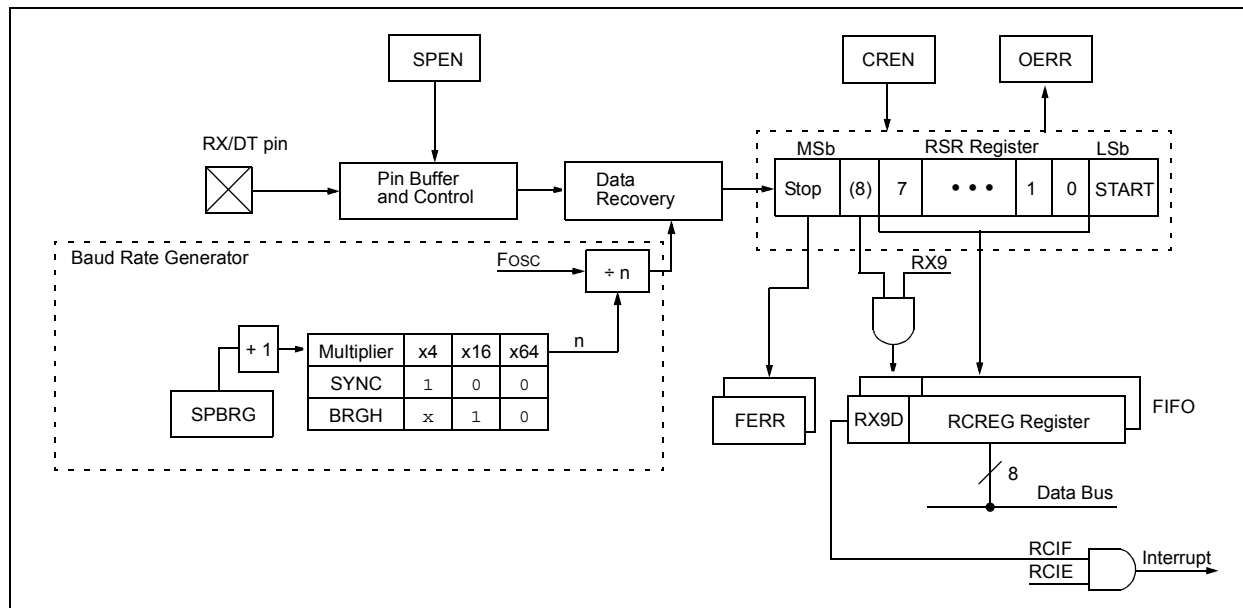 SPEN
CREN
OERR
RX/DT pin
Pin Buffer
and Control
Data
Recovery
MSb
RSR Register
LSb
Stop (8) 7 • • • 1 0 START
Baud Rate Generator
FOSC
÷ n
RX9
n
+ 1
Multiplier x4 x16 x64
SYNC 1 0 0
BRGH x 1 0
SPBRG
FERR
RX9D
RCREG Register
FIFO
8
Data Bus
RCIF
RCIE
Interrupt